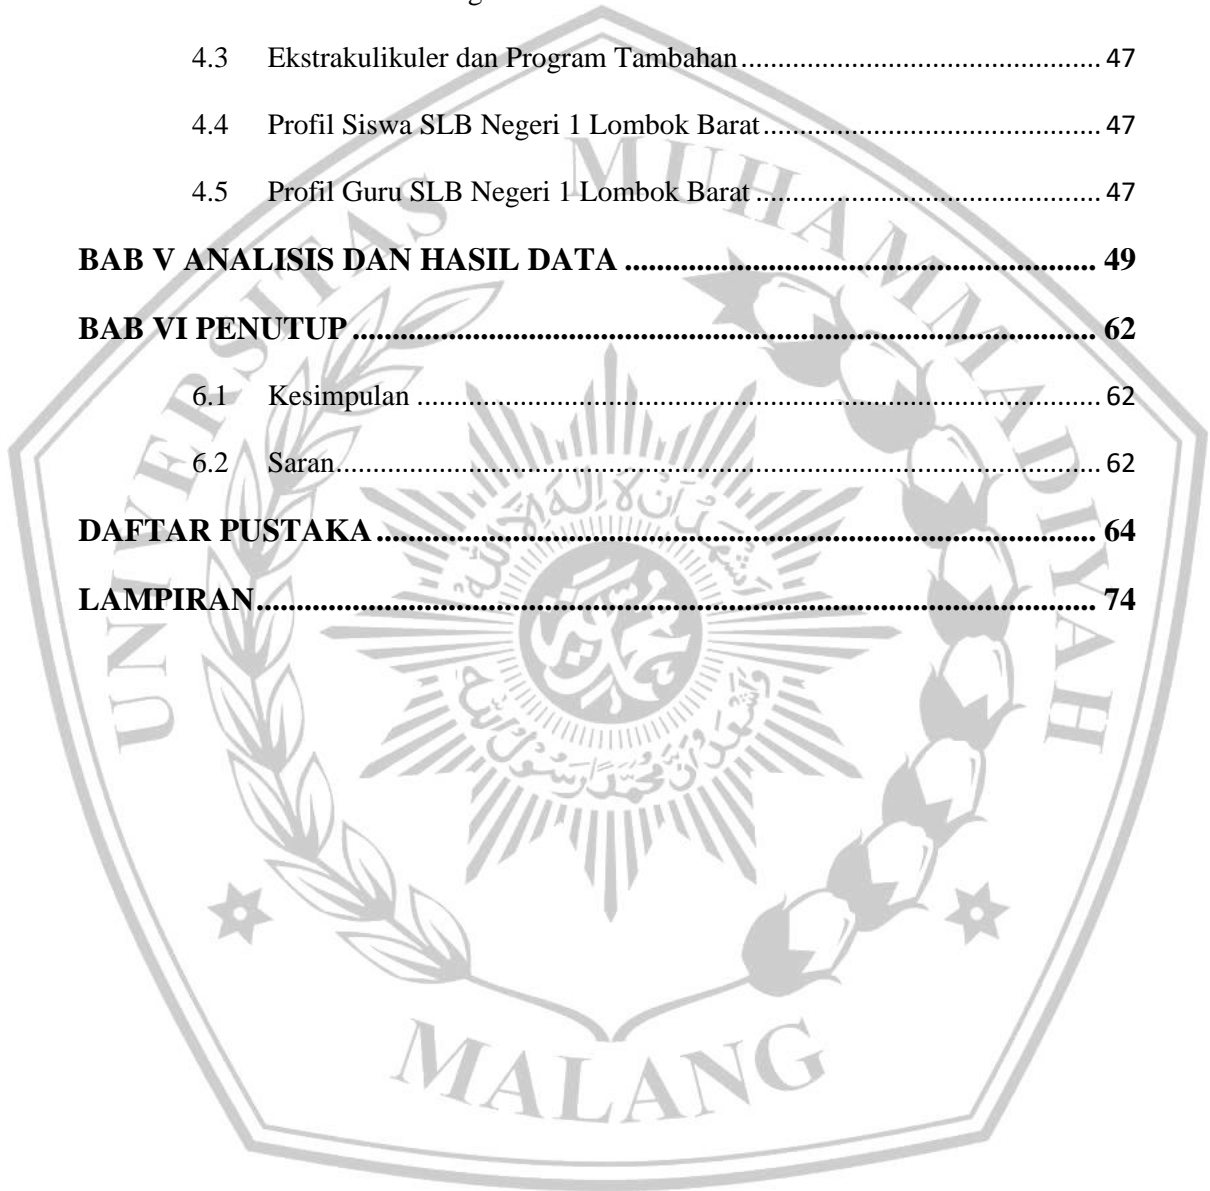 4.3 Ekstrakulikuler dan Program Tambahan........................................ 47
4.4 Profil Siswa SLB Negeri 1 Lombok Barat........................................ 47
4.5 Profil Guru SLB Negeri 1 Lombok Barat ........................................ 47
BAB V ANALISIS DAN HASIL DATA ........................................ 49
BAB VI PENUTUP ........................................ 62
6.1 Kesimpulan ........................................ 62
6.2 Saran........................................ 62
DAFTAR PUSTAKA ........................................ 64
LAMPIRAN........................................ 74
UNIVERSITAS MUHAMMADIYAH
MALANG